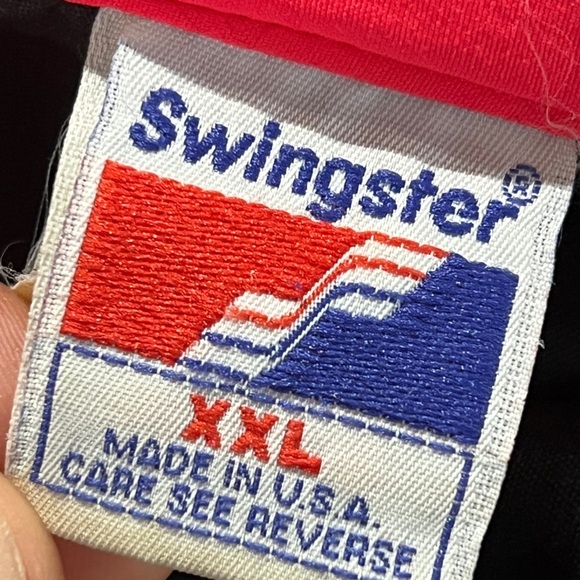 Swingster®
XXL
MADE IN U.S.A.
CARE SEE REVERSE